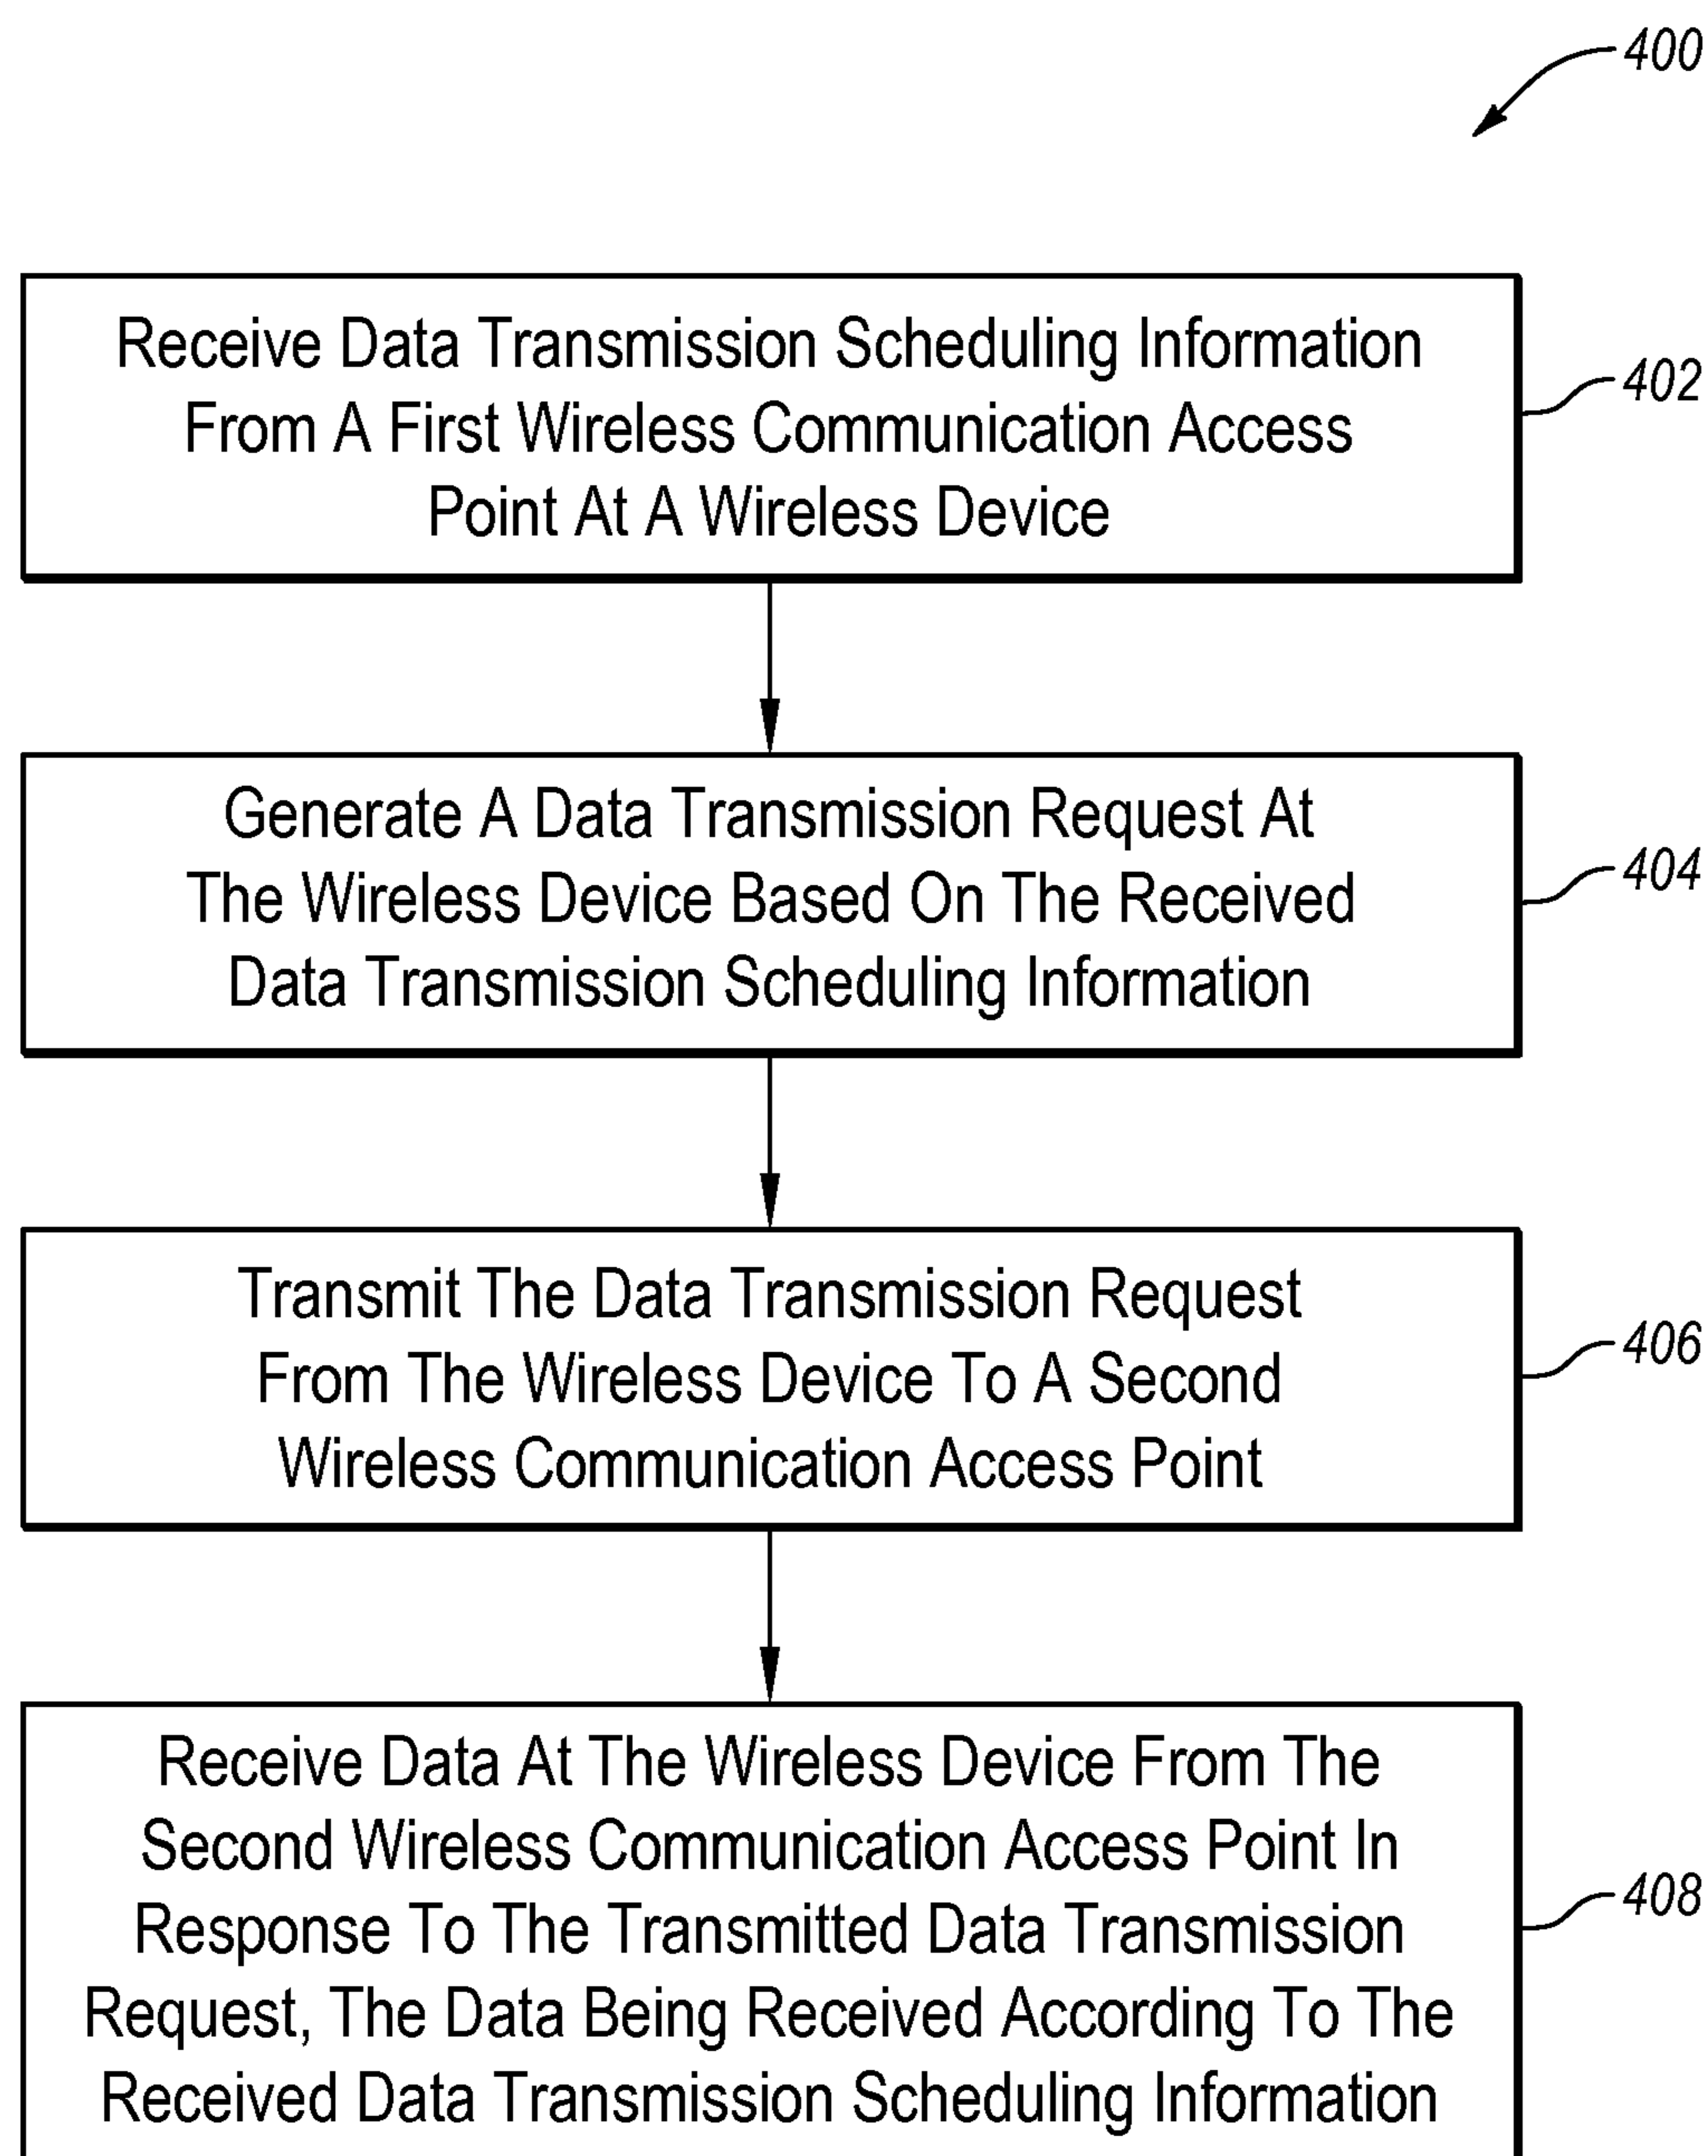 400
Receive Data Transmission Scheduling Information
From A First Wireless Communication Access
Point At A Wireless Device
402
Generate A Data Transmission Request At
The Wireless Device Based On The Received
Data Transmission Scheduling Information
404
Transmit The Data Transmission Request
From The Wireless Device To A Second
Wireless Communication Access Point
406
Receive Data At The Wireless Device From The
Second Wireless Communication Access Point In
Response To The Transmitted Data Transmission
Request, The Data Being Received According To The
Received Data Transmission Scheduling Information
408